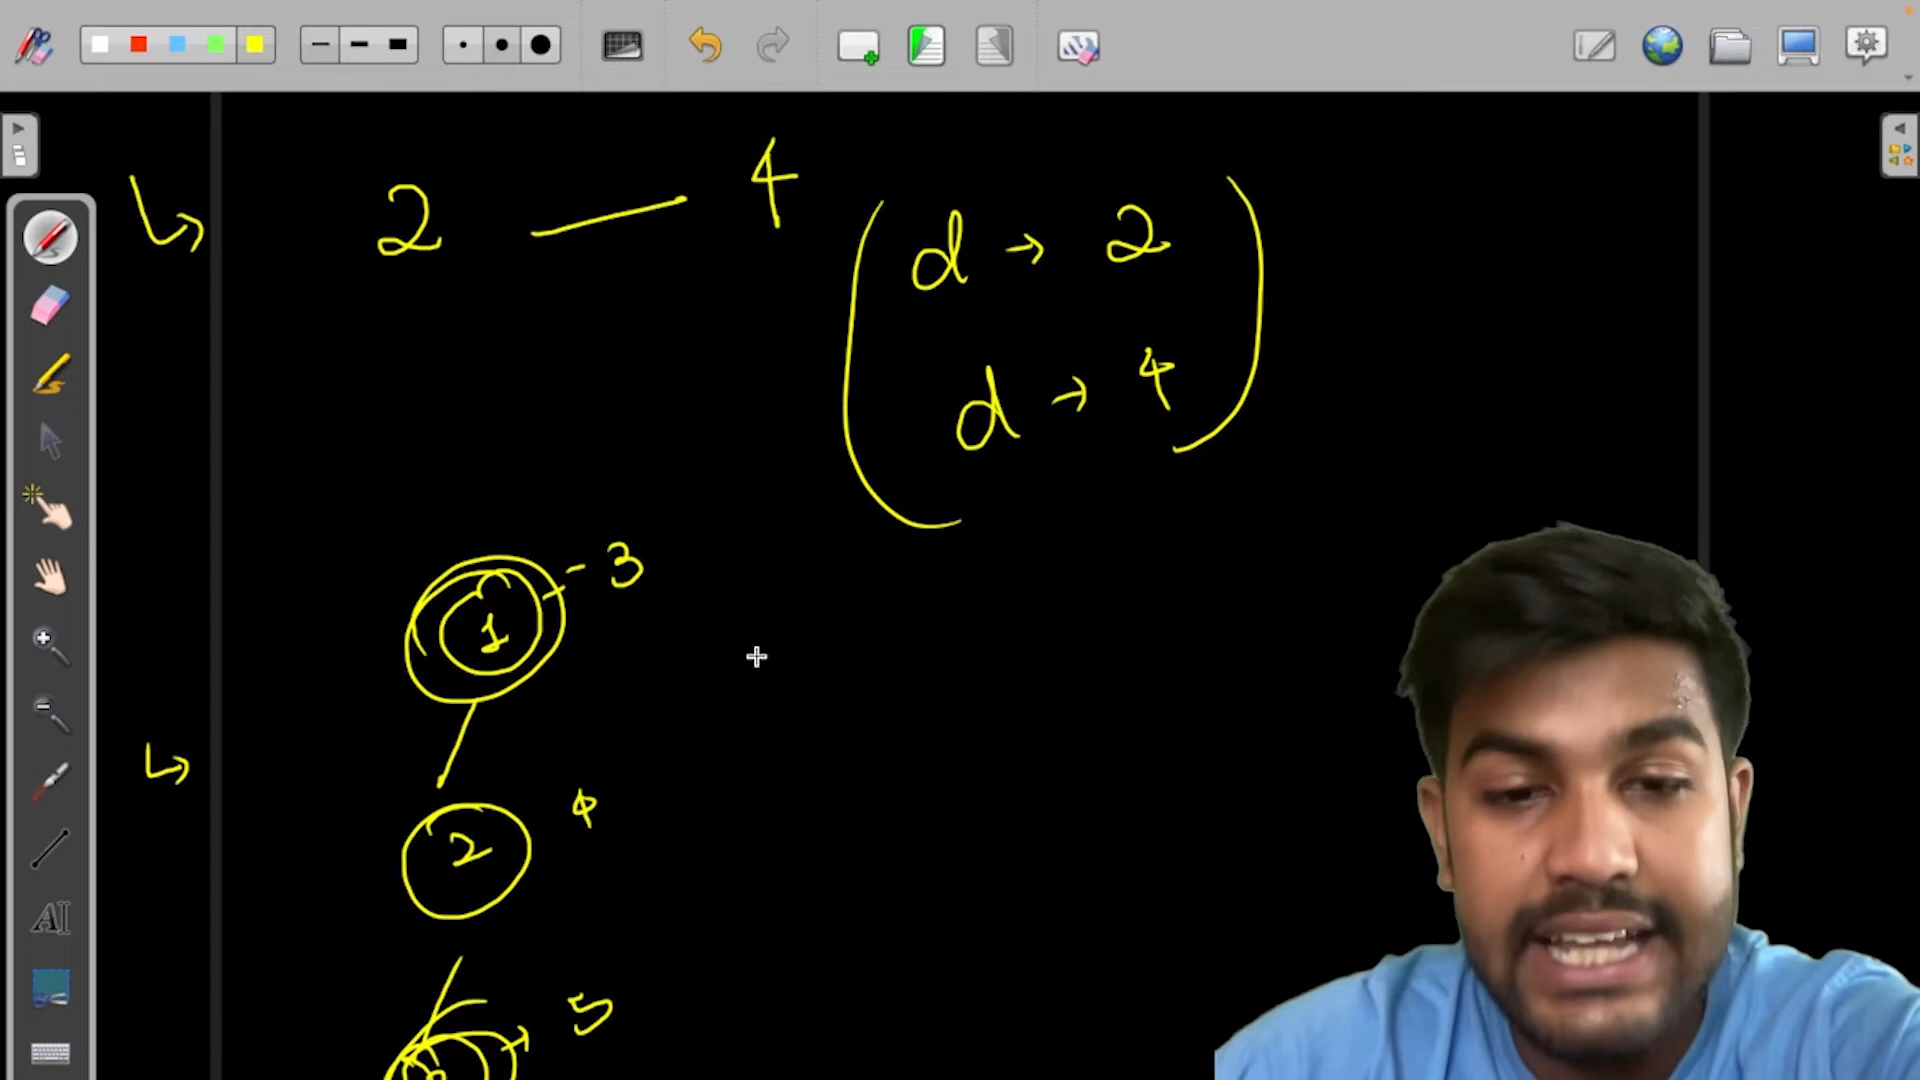 ↳ 2 — 4
d → 2
d → 4
1 - 3
↳
2 4
5